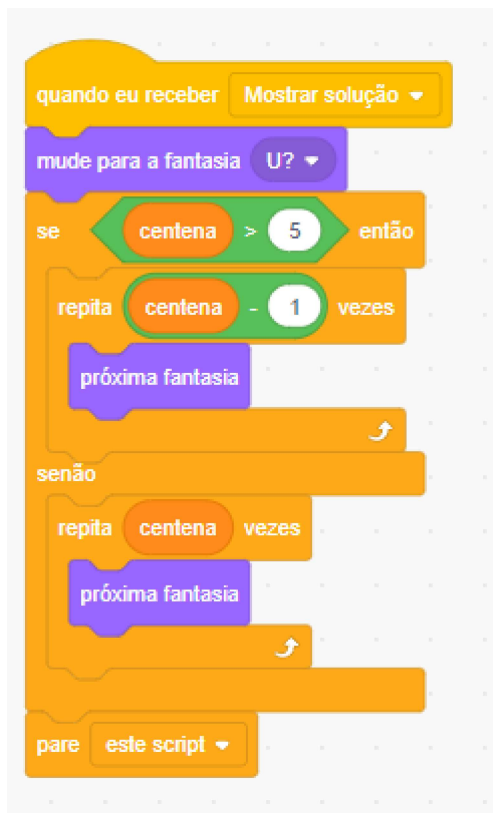 quando eu receber Mostrar solução
mude para a fantasia U?
se centena > 5 então
repita centena - 1 vezes
próxima fantasia
senão
repita centena vezes
próxima fantasia
pare este script